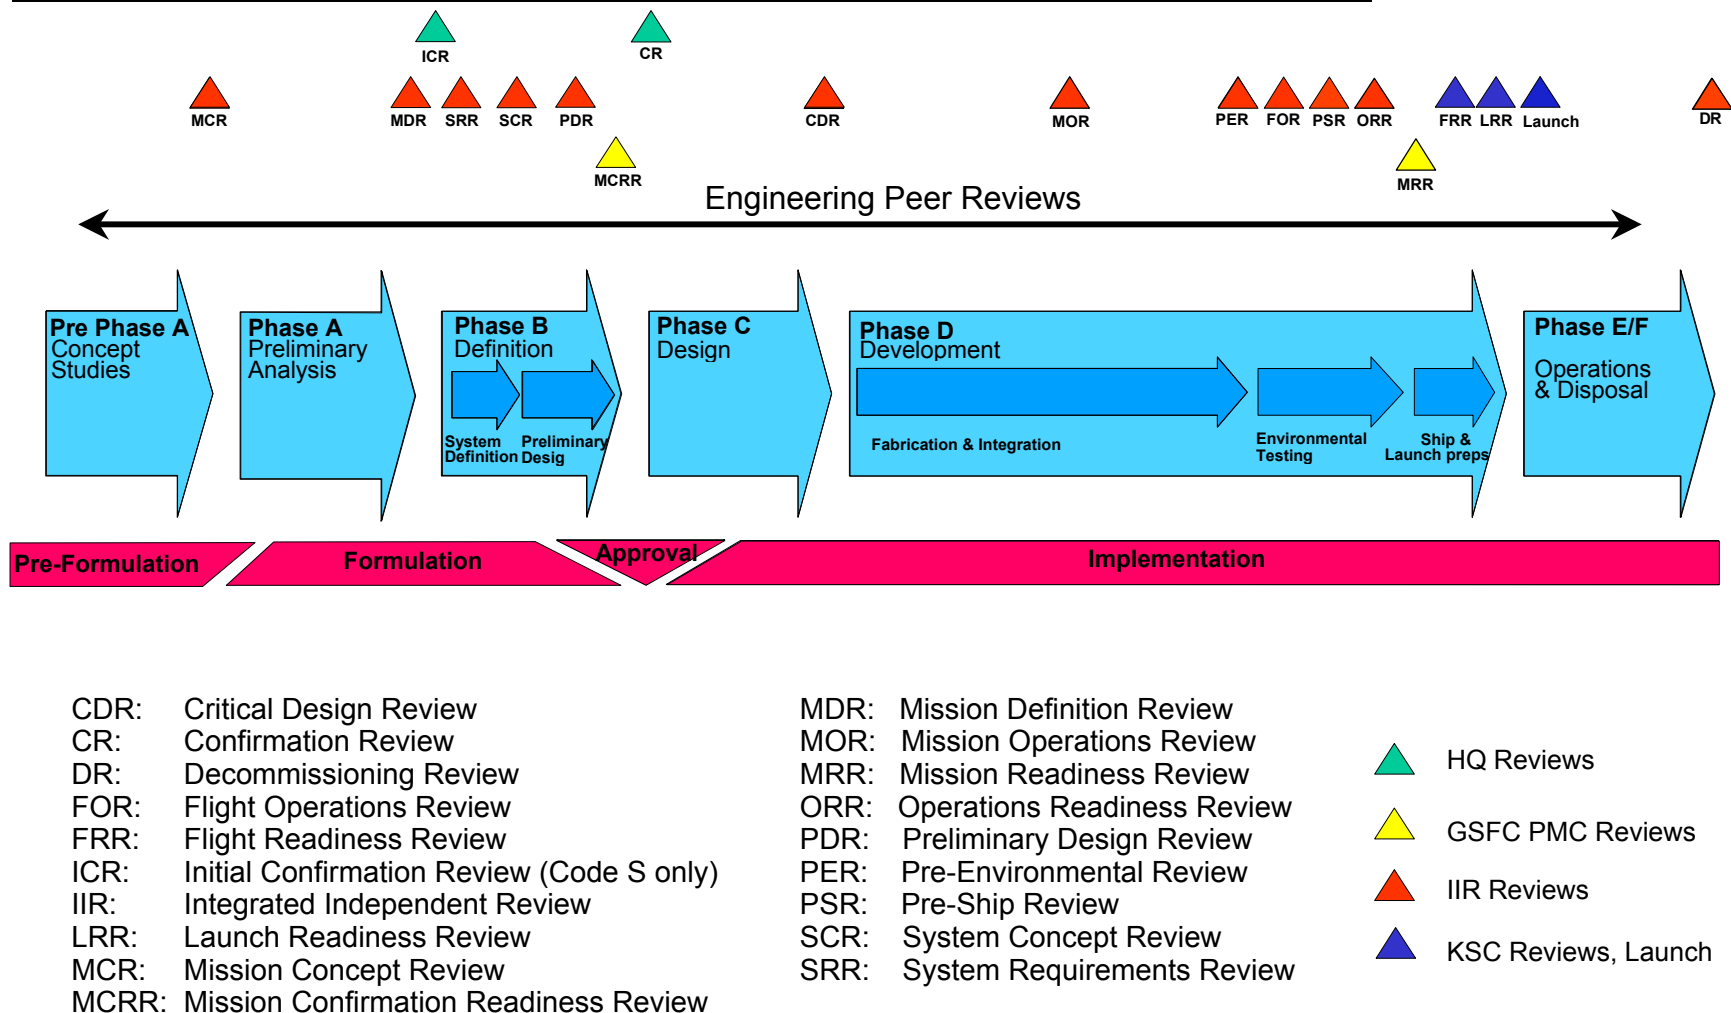 ICR
CR
MCR
MDR
SRR
SCR
PDR
CDR
MOR
PER
FOR
PSR
ORR
FRR
LRR
Launch
DR
MCRR
MRR
Engineering Peer Reviews
Pre Phase A
Concept
Studies
Phase A
Preliminary
Analysis
Phase B
Definition
System
Definition
Preliminary
Desig
Phase C
Design
Phase D
Development
Fabrication & Integration
Environmental
Testing
Ship &
Launch preps
Phase E/F
Operations
& Disposal
Pre-Formulation
Formulation
Approval
Implementation
CDR: Critical Design Review
CR: Confirmation Review
DR: Decommissioning Review
FOR: Flight Operations Review
FRR: Flight Readiness Review
ICR: Initial Confirmation Review (Code S only)
IIR: Integrated Independent Review
LRR: Launch Readiness Review
MCR: Mission Concept Review
MCRR: Mission Confirmation Readiness Review
MDR: Mission Definition Review
MOR: Mission Operations Review
MRR: Mission Readiness Review
ORR: Operations Readiness Review
PDR: Preliminary Design Review
PER: Pre-Environmental Review
PSR: Pre-Ship Review
SCR: System Concept Review
SRR: System Requirements Review
HQ Reviews
GSFC PMC Reviews
IIR Reviews
KSC Reviews, Launch